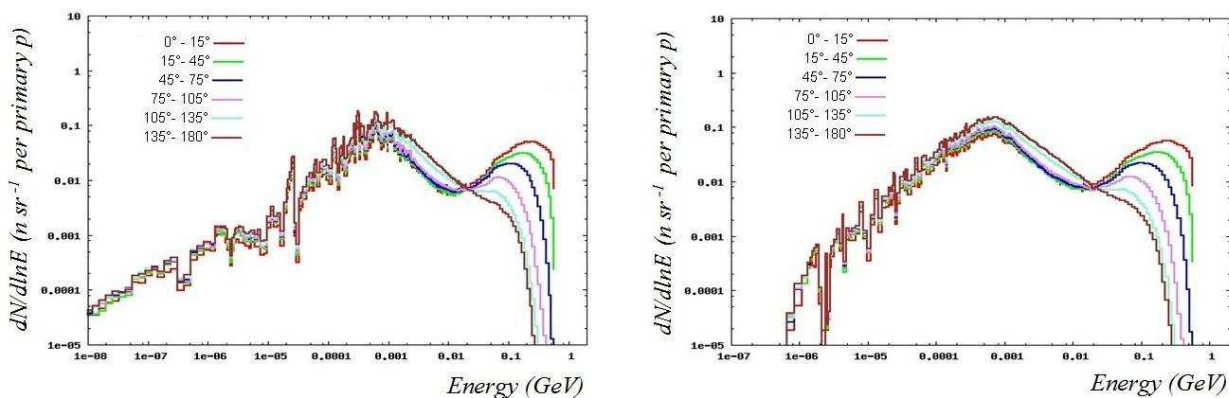 dN/dlnE (n sr⁻¹ per primary p)
10
1
0.1
0.01
0.001
0.0001
1e-05
0° - 15°
15°- 45°
45°- 75°
75°- 105°
105°- 135°
135°- 180°
1e-08 1e-07 1e-06 1e-05 0.0001 0.001 0.01 0.1 1
Energy (GeV)
dN/dlnE (n sr⁻¹ per primary p)
10
1
0.1
0.01
0.001
0.0001
1e-05
0° - 15°
15°- 45°
45°- 75°
75°- 105°
105°- 135°
135°- 180°
1e-07 1e-06 1e-05 0.0001 0.001 0.01 0.1 1
Energy (GeV)